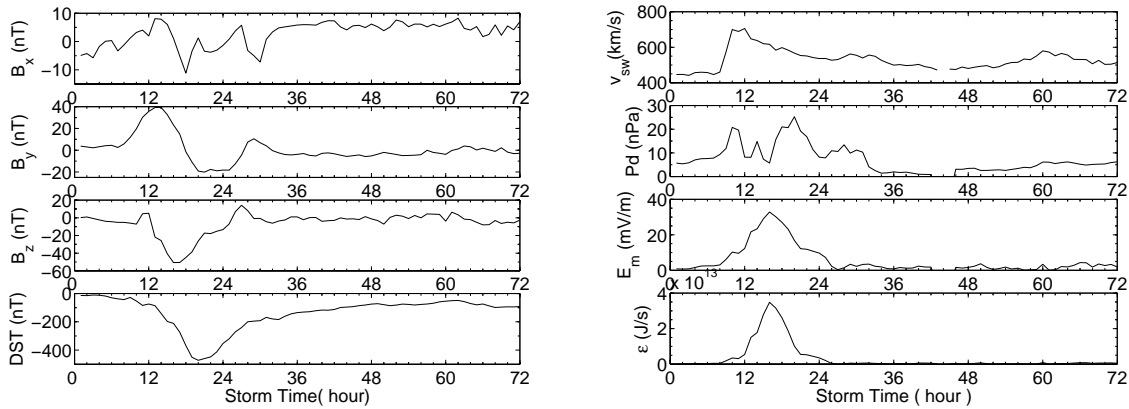 10
0
−10
B_x (nT)
0 12 24 36 48 60 72
40
20
0
−20
B_y (nT)
0 12 24 36 48 60 72
20
0
−20
−40
−60
B_z (nT)
0 12 24 36 48 60 72
0
−200
−400
DST (nT)
0 12 24 36 48 60 72
Storm Time( hour)
800
600
400
v_sw(km/s)
0 12 24 36 48 60 72
30
20
10
0
Pd (nPa)
0 12 24 36 48 60 72
40
20
0
E_m (mV/m)
0 12 24 36 48 60 72
x 10^13
4
2
0
ε (J/s)
0 12 24 36 48 60 72
Storm Time ( hour )